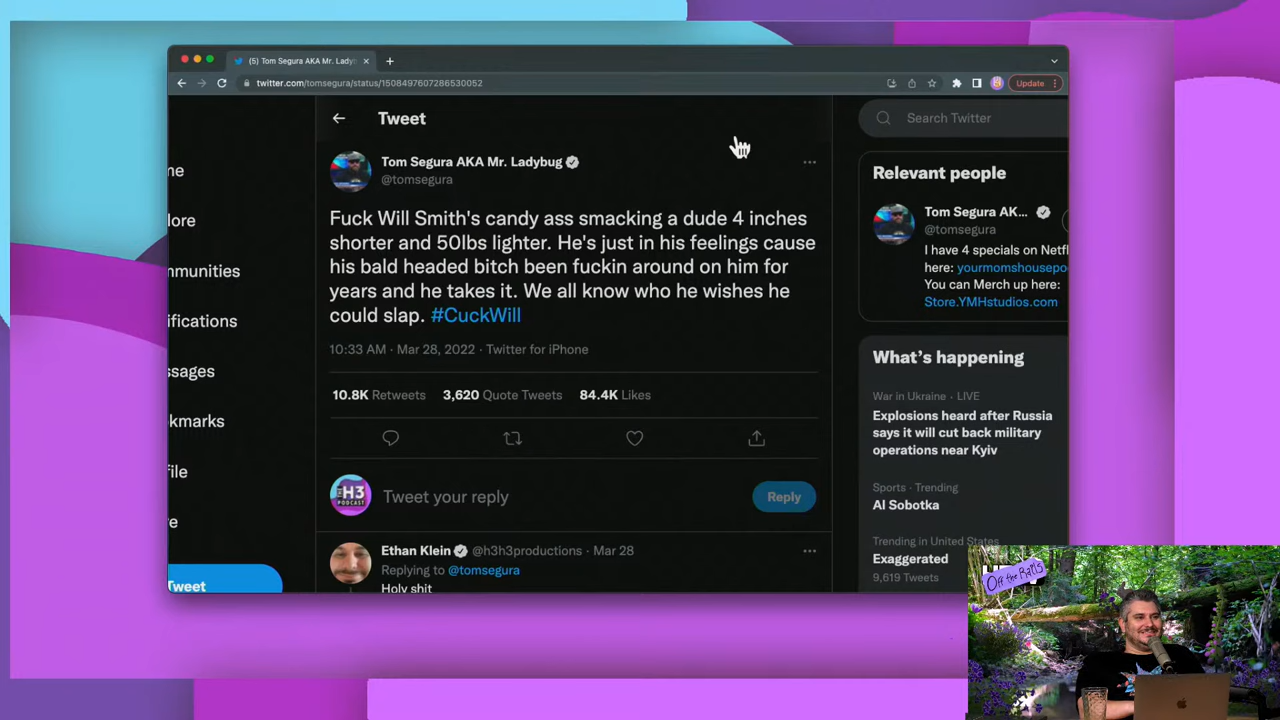 (5) Tom Segura AKA Mr. Ladyb
twitter.com/tomsegura/status/1508497607286530052
Update
Tweet
Search Twitter
me
lore
mmunities
ifications
ssages
okmarks
file
re
Tweet
Tom Segura AKA Mr. Ladybug
@tomsegura
Fuck Will Smith's candy ass smacking a dude 4 inches
shorter and 50lbs lighter. He's just in his feelings cause
his bald headed bitch been fuckin around on him for
years and he takes it. We all know who he wishes he
could slap. #CuckWill
10:33 AM · Mar 28, 2022 · Twitter for iPhone
10.8K Retweets 3,620 Quote Tweets 84.4K Likes
H3
PODCAST
Tweet your reply
Reply
Ethan Klein @h3h3productions · Mar 28
Replying to @tomsegura
Holy shit
Relevant people
Tom Segura AK...
@tomsegura
I have 4 specials on Netfl
here: yourmomshousepo
You can Merch up here:
Store.YMHstudios.com
What's happening
War in Ukraine · LIVE
Explosions heard after Russia
says it will cut back military
operations near Kyiv
Sports · Trending
Al Sobotka
Trending in United States
Exaggerated
9,619 Tweets
Off the Rails